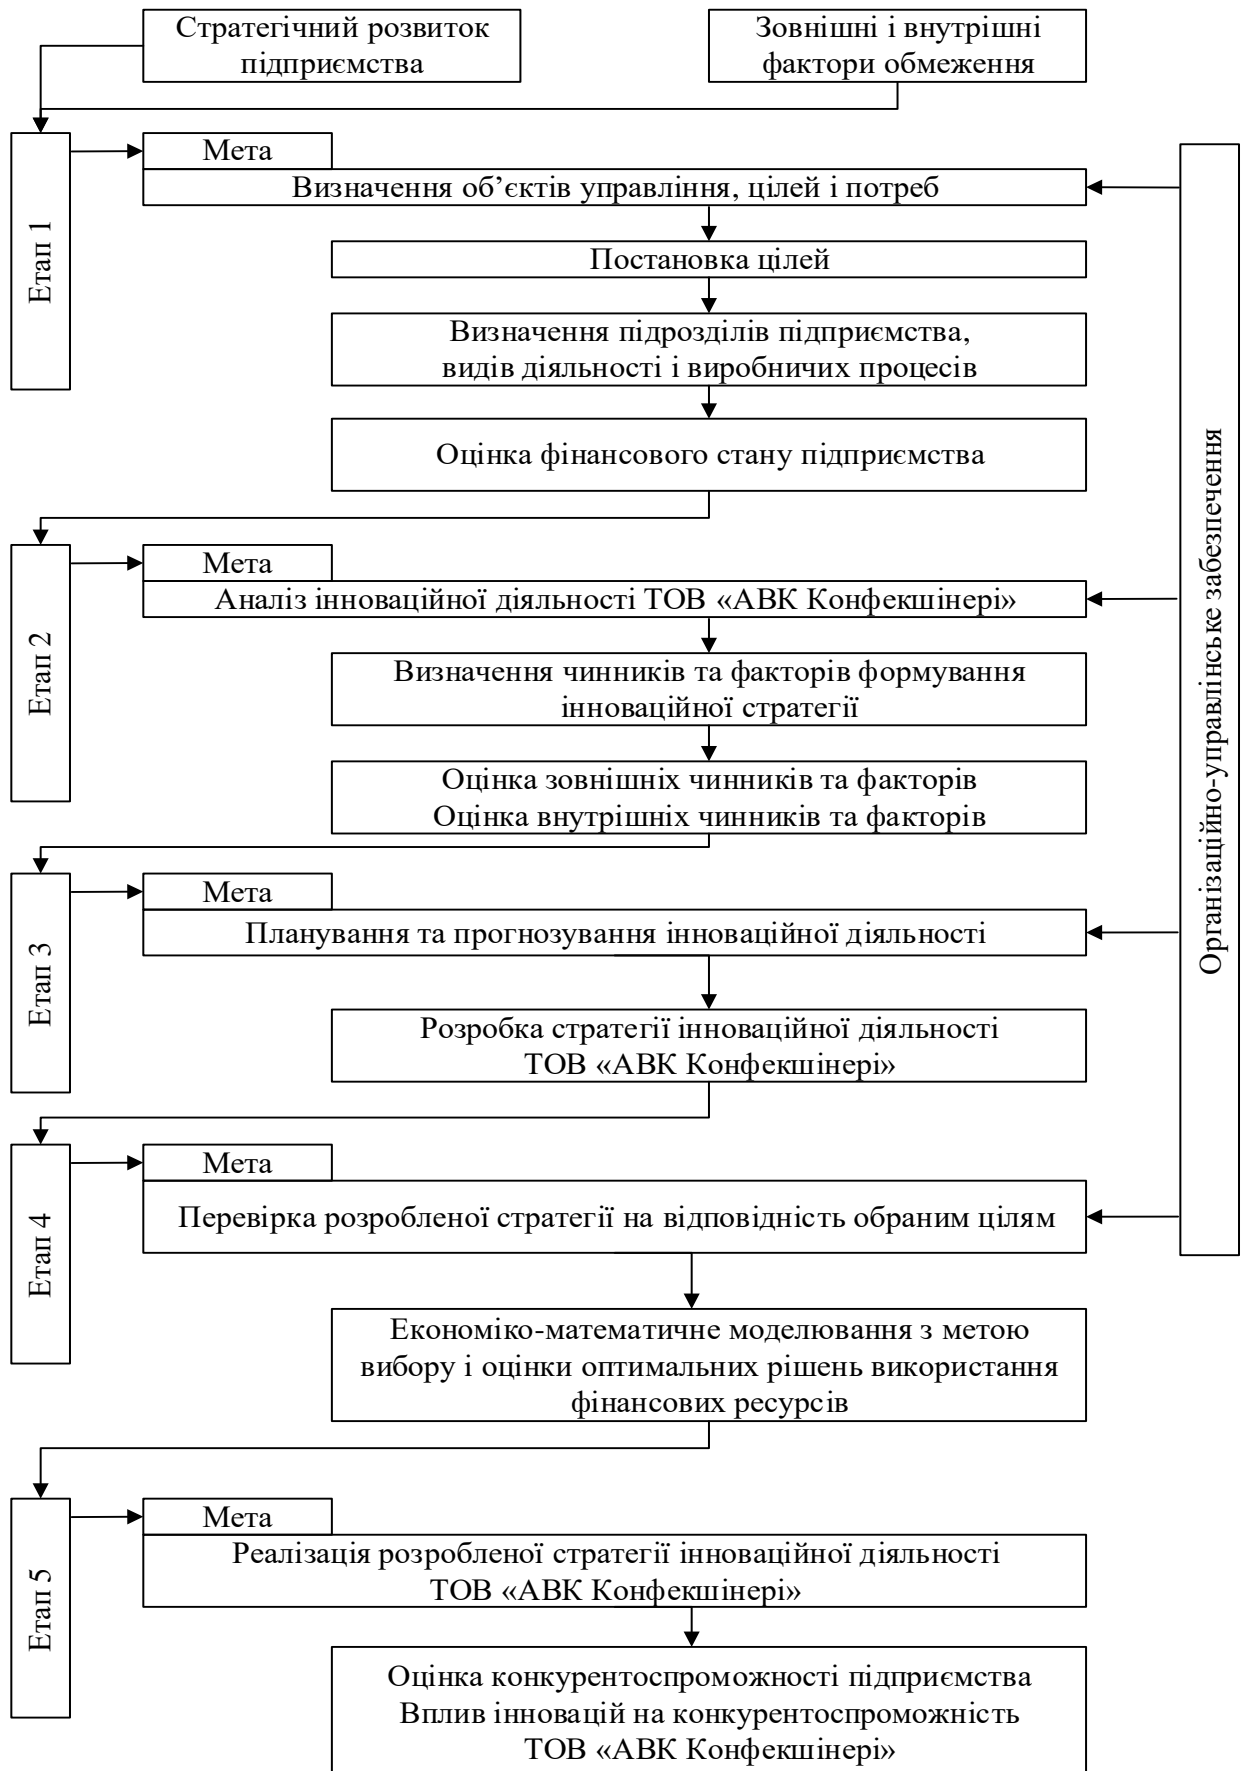 Стратегічний розвиток
підприємства
Зовнішні і внутрішні
фактори обмеження
Етап 1
Мета
Визначення об’єктів управління, цілей і потреб
Постановка цілей
Визначення підрозділів підприємства,
видів діяльності і виробничих процесів
Оцінка фінансового стану підприємства
Організаційно-управлінське забезпечення
Етап 2
Мета
Аналіз інноваційної діяльності ТОВ «АВК Конфекшінері»
Визначення чинників та факторів формування
інноваційної стратегії
Оцінка зовнішніх чинників та факторів
Оцінка внутрішніх чинників та факторів
Етап 3
Мета
Планування та прогнозування інноваційної діяльності
Розробка стратегії інноваційної діяльності
ТОВ «АВК Конфекшінері»
Етап 4
Мета
Перевірка розробленої стратегії на відповідність обраним цілям
Економіко-математичне моделювання з метою
вибору і оцінки оптимальних рішень використання
фінансових ресурсів
Етап 5
Мета
Реалізація розробленої стратегії інноваційної діяльності
ТОВ «АВК Конфекшінері»
Оцінка конкурентоспроможності підприємства
Вплив інновацій на конкурентоспроможність
ТОВ «АВК Конфекшінері»